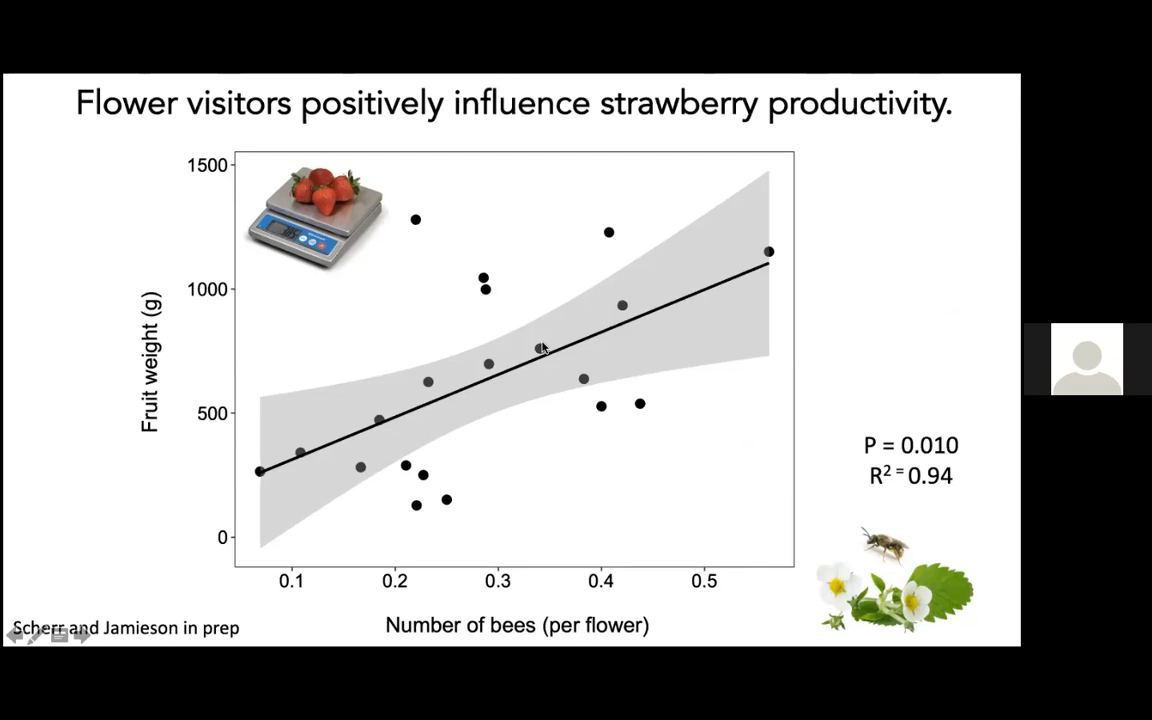 Flower visitors positively influence strawberry productivity.
1500
1000
500
0
Fruit weight (g)
0.1 0.2 0.3 0.4 0.5
Number of bees (per flower)
P = 0.010
R² = 0.94
Scherr and Jamieson in prep